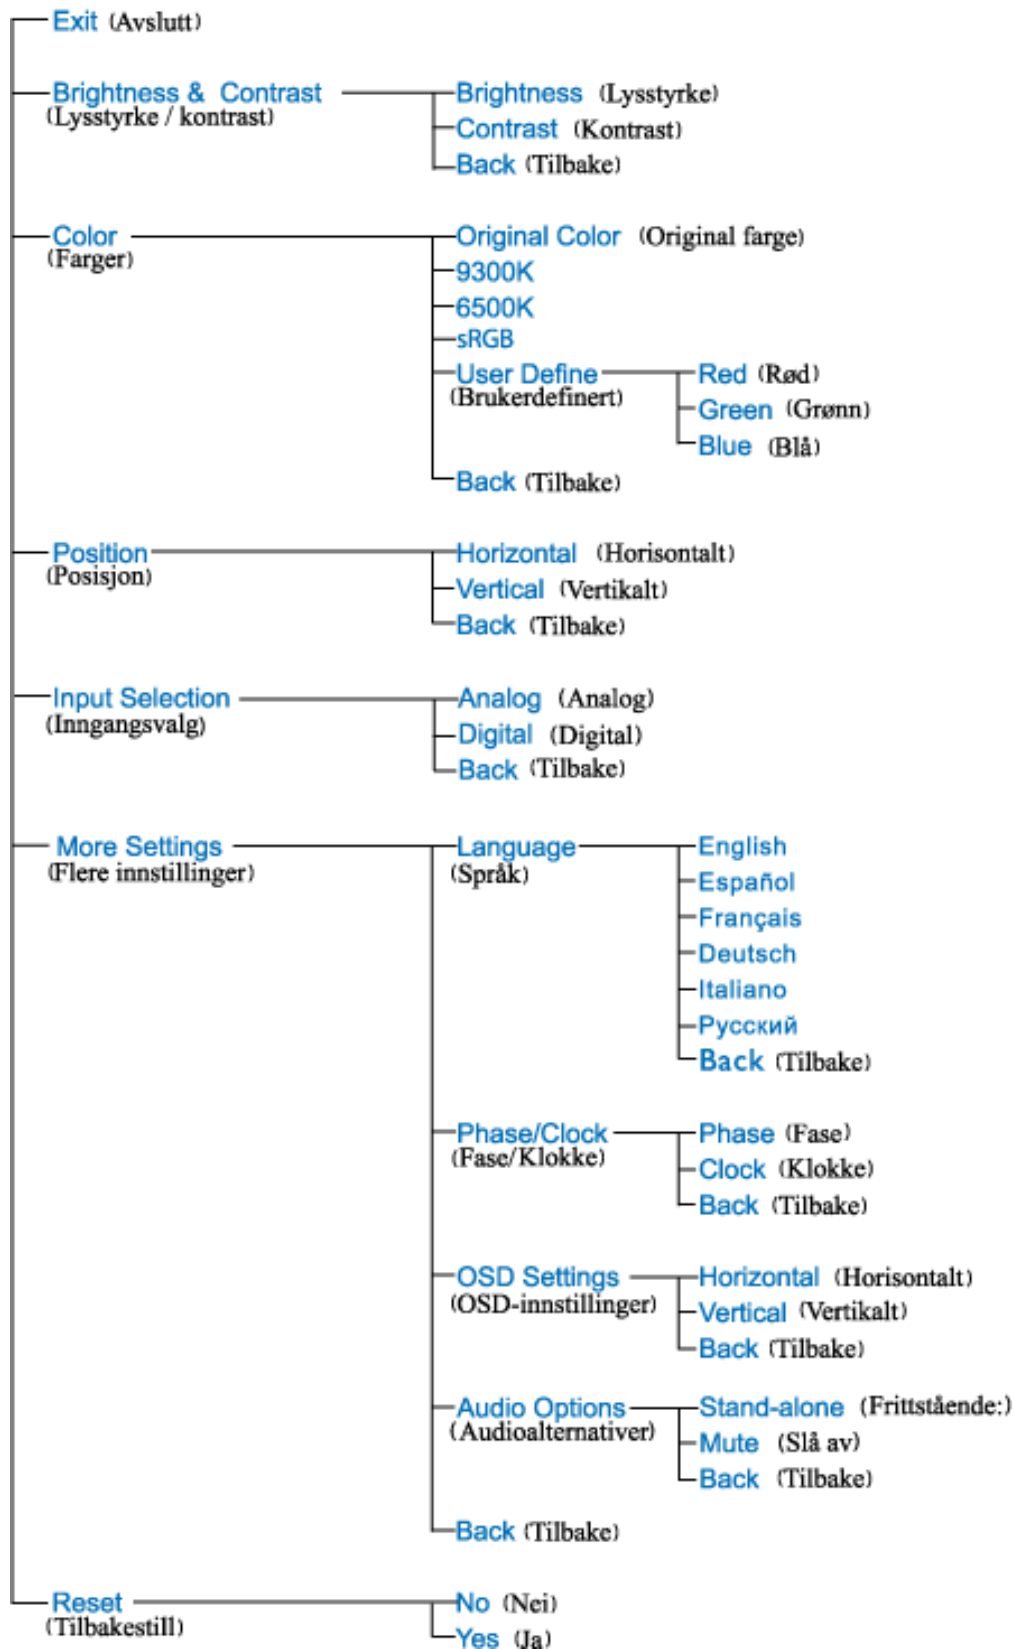 Exit (Avslutt)
Brightness & Contrast
(Lysstyrke / kontrast)
Brightness (Lysstyrke)
Contrast (Kontrast)
Back (Tilbake)
Color
(Farger)
Original Color (Original farge)
9300K
6500K
sRGB
User Define
(Brukerdefinert)
Red (Rød)
Green (Grønn)
Blue (Blå)
Back (Tilbake)
Position
(Posisjon)
Horizontal (Horisontalt)
Vertical (Vertikalt)
Back (Tilbake)
Input Selection
(Inngangsvalg)
Analog (Analog)
Digital (Digital)
Back (Tilbake)
More Settings
(Flere innstillinger)
Language
(Språk)
English
Español
Français
Deutsch
Italiano
Русский
Back (Tilbake)
Phase/Clock
(Fase/Klokke)
Phase (Fase)
Clock (Klokke)
Back (Tilbake)
OSD Settings
(OSD-innstillinger)
Horizontal (Horisontalt)
Vertical (Vertikalt)
Back (Tilbake)
Audio Options
(Audioalternativer)
Stand-alone (Frittstående:)
Mute (Slå av)
Back (Tilbake)
Back (Tilbake)
Reset
(Tilbakestill)
No (Nei)
Yes (Ja)